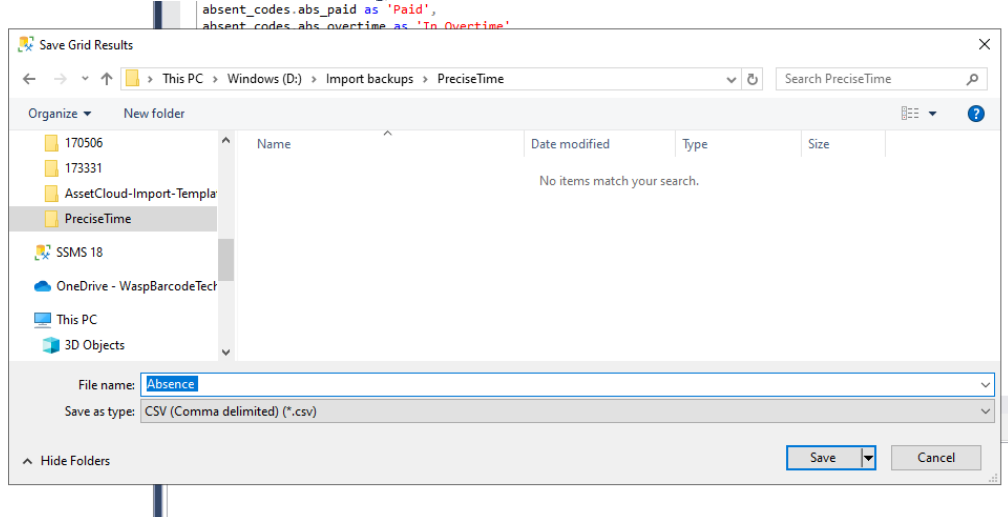 absent_codes.abs_paid as 'Paid',
absent_codes.abs_overtime as 'In Overtime'
Save Grid Results
This PC > Windows (D:) > Import backups > PreciseTime
Search PreciseTime
Organize
New folder
170506
173331
AssetCloud-Import-Templa
PreciseTime
SSMS 18
OneDrive - WaspBarcodeTech
This PC
3D Objects
Name
Date modified
Type
Size
No items match your search.
File name: Absence
Save as type: CSV (Comma delimited) (*.csv)
Hide Folders
Save
Cancel